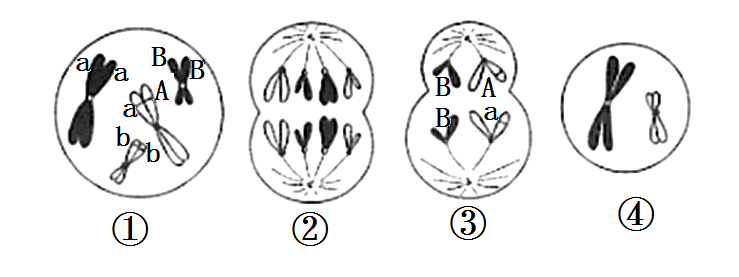 a a B B
a A
b b
B A
B a
① ② ③ ④